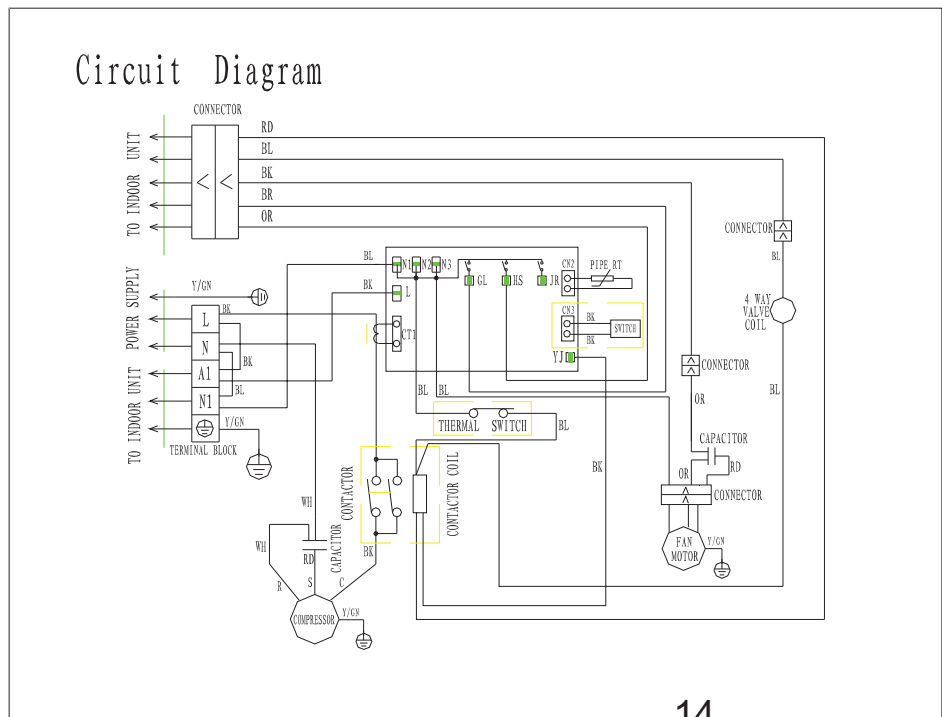 Circuit Diagram
CONNECTOR
TO INDOOR UNIT
RD
BL
BK
BR
OR
CONNECTOR
BL
4 WAY
VALVE
COIL
BL
POWER SUPPLY
Y/GN
L
N
A1
N1
BK
BK
BL
Y/GN
TO INDOOR UNIT
TERMINAL BLOCK
BL
BK
N1
N2
N3
L
CT1
GL
HS
JR
CN2
PIPE RT
CN3
BK
BK
SWITCH
YJ
BL
BL
THERMAL SWITCH
BL
BK
CONNECTOR
OR
CAPACITOR
OR
RD
CONNECTOR
FAN
MOTOR
Y/GN
CONTACTOR
CONTACTOR COIL
BK
WH
WH
RD
CAPACITOR
R
S
C
COMPRESSOR
Y/GN
14